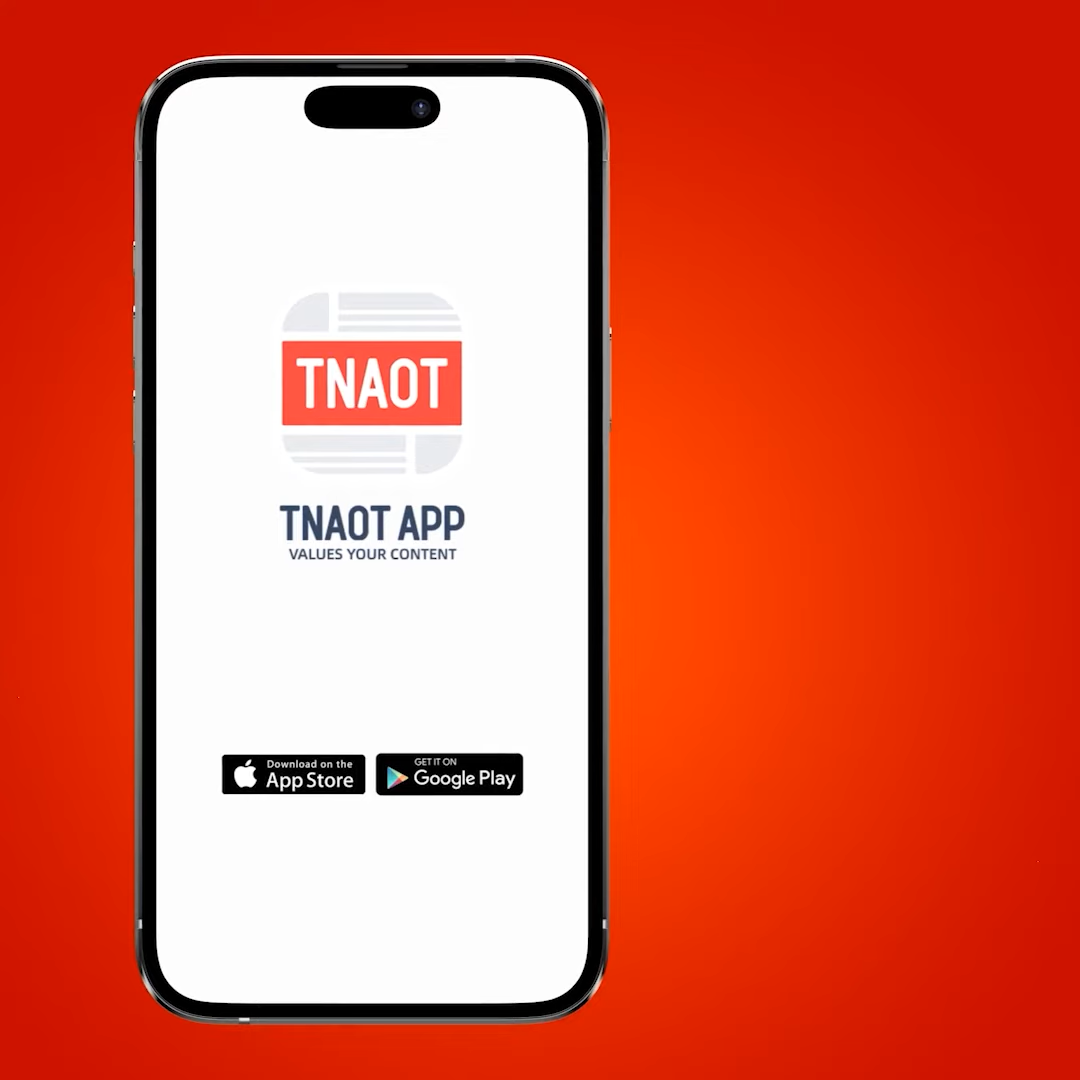 TNAOT
TNAOT APP
VALUES YOUR CONTENT
Download on the
App Store
GET IT ON
Google Play